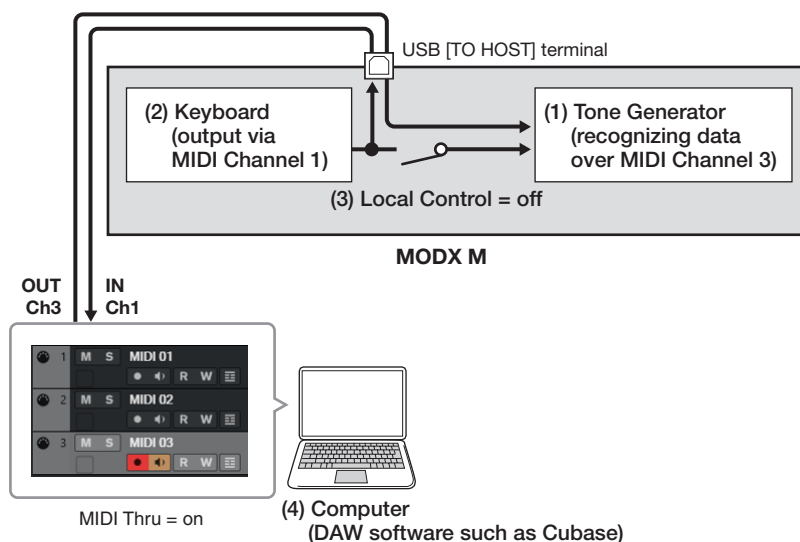 USB [TO HOST] terminal
(2) Keyboard
(output via
MIDI Channel 1)
(1) Tone Generator
(recognizing data
over MIDI Channel 3)
(3) Local Control = off
MODX M
OUT
Ch3
IN
Ch1
1 M S MIDI 01
R W
2 M S MIDI 02
R W
3 M S MIDI 03
R W
MIDI Thru = on
(4) Computer
(DAW software such as Cubase)